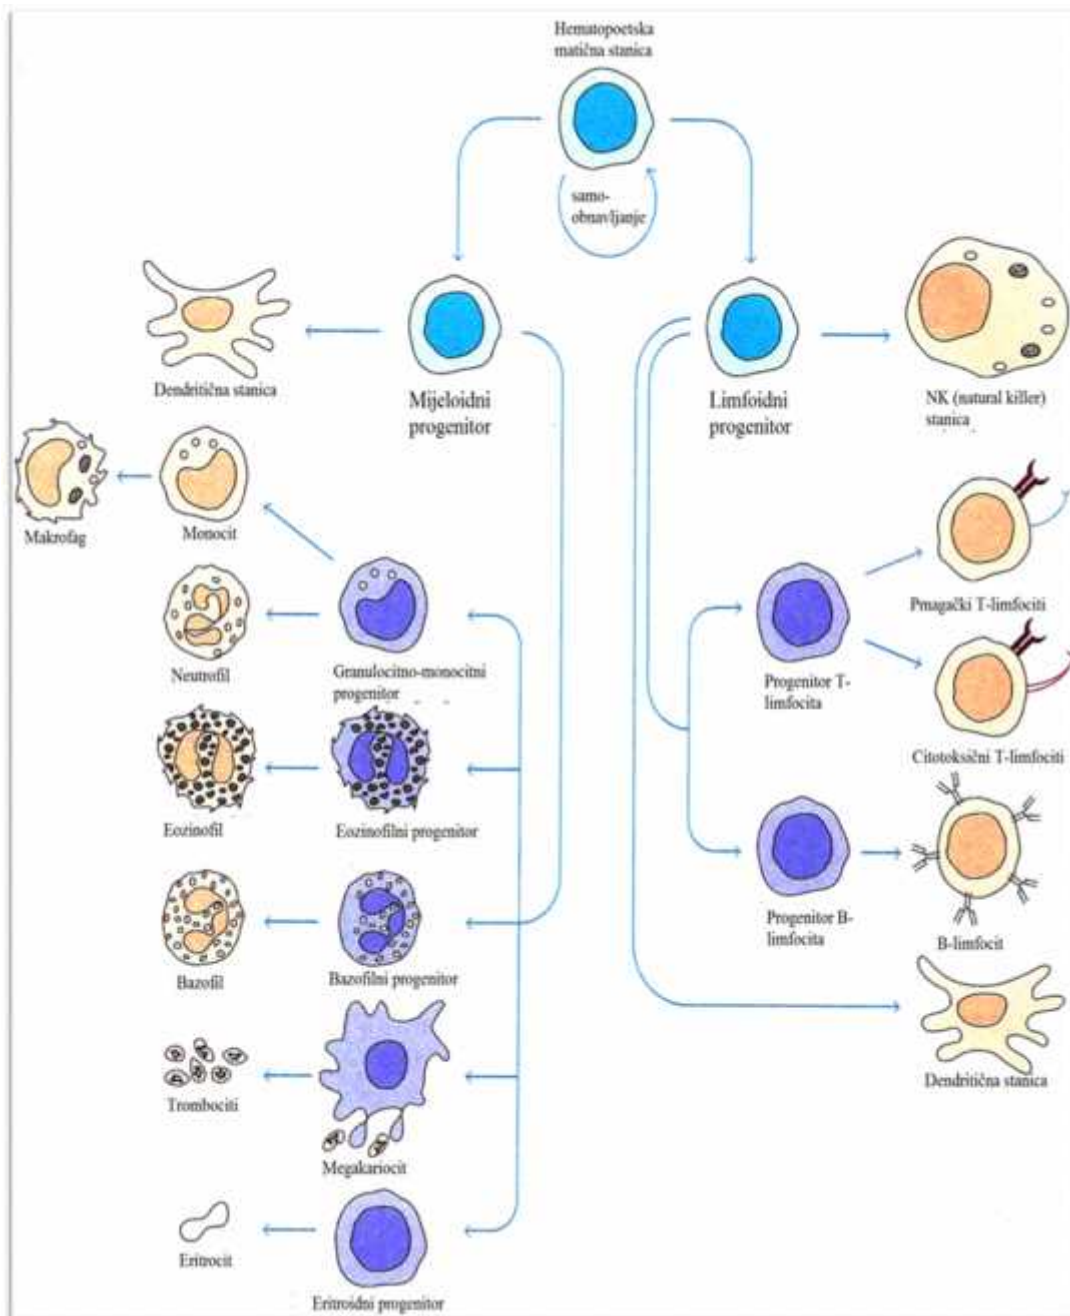 Hematopoetska
matična stanica
samo-
obnavljanje
Dendritična stanica
Mijeloidni
progenitor
Limfoidni
progenitor
NK (natural killer)
stanica
Makrofag
Monocit
Pmagački T-limfociti
Neutrofil
Granulocitno-monocitni
progenitor
Progenitor T-
limfocita
Citotoksični T-limfociti
Eozinofil
Eozinofilni progenitor
Progenitor B-
limfocita
B-limfocit
Bazofil
Bazofilni progenitor
Dendritična stanica
Trombociti
Megakariocit
Eritrocit
Eritroidni progenitor